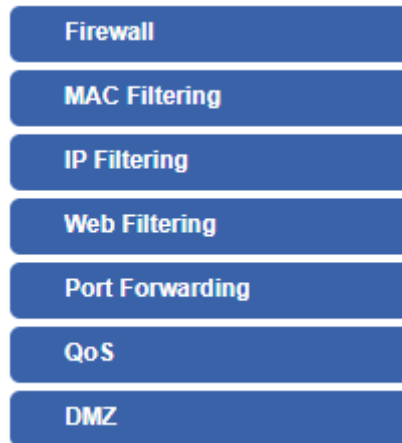 Firewall
MAC Filtering
IP Filtering
Web Filtering
Port Forwarding
QoS
DMZ